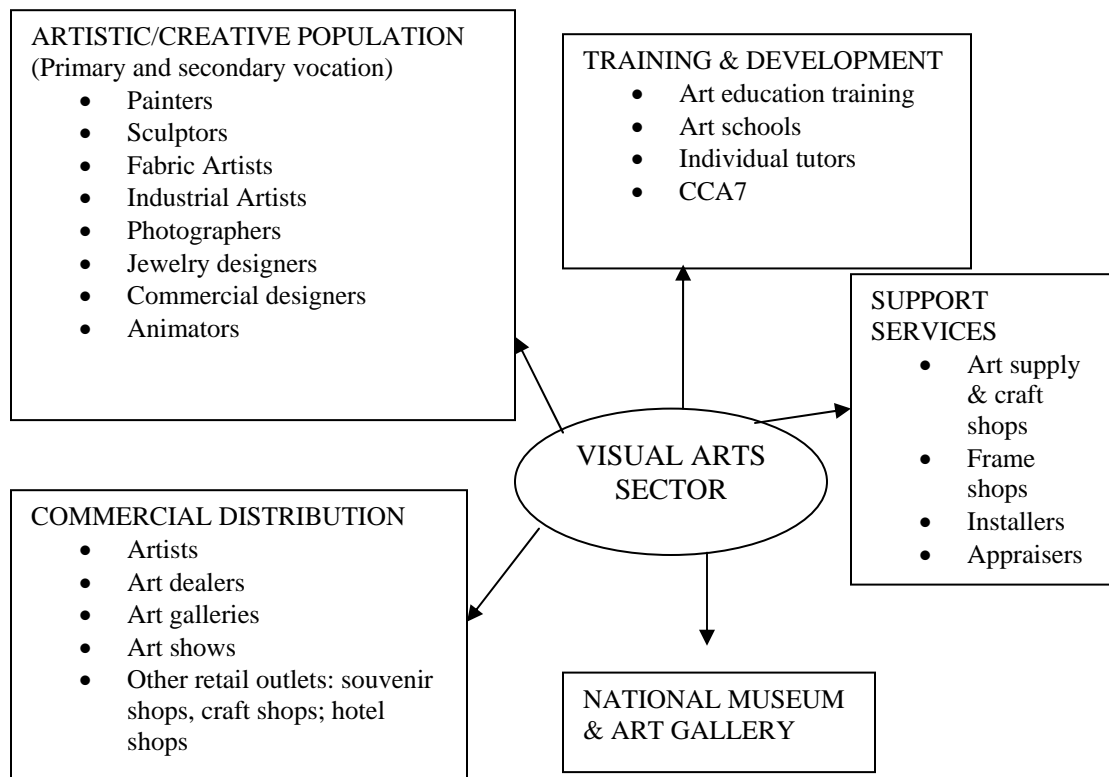 ARTISTIC/CREATIVE POPULATION
(Primary and secondary vocation)
• Painters
• Sculptors
• Fabric Artists
• Industrial Artists
• Photographers
• Jewelry designers
• Commercial designers
• Animators
TRAINING & DEVELOPMENT
• Art education training
• Art schools
• Individual tutors
• CCA7
SUPPORT
SERVICES
• Art supply
& craft
shops
• Frame
shops
• Installers
• Appraisers
VISUAL ARTS
SECTOR
COMMERCIAL DISTRIBUTION
• Artists
• Art dealers
• Art galleries
• Art shows
• Other retail outlets: souvenir
shops, craft shops; hotel
shops
NATIONAL MUSEUM
& ART GALLERY